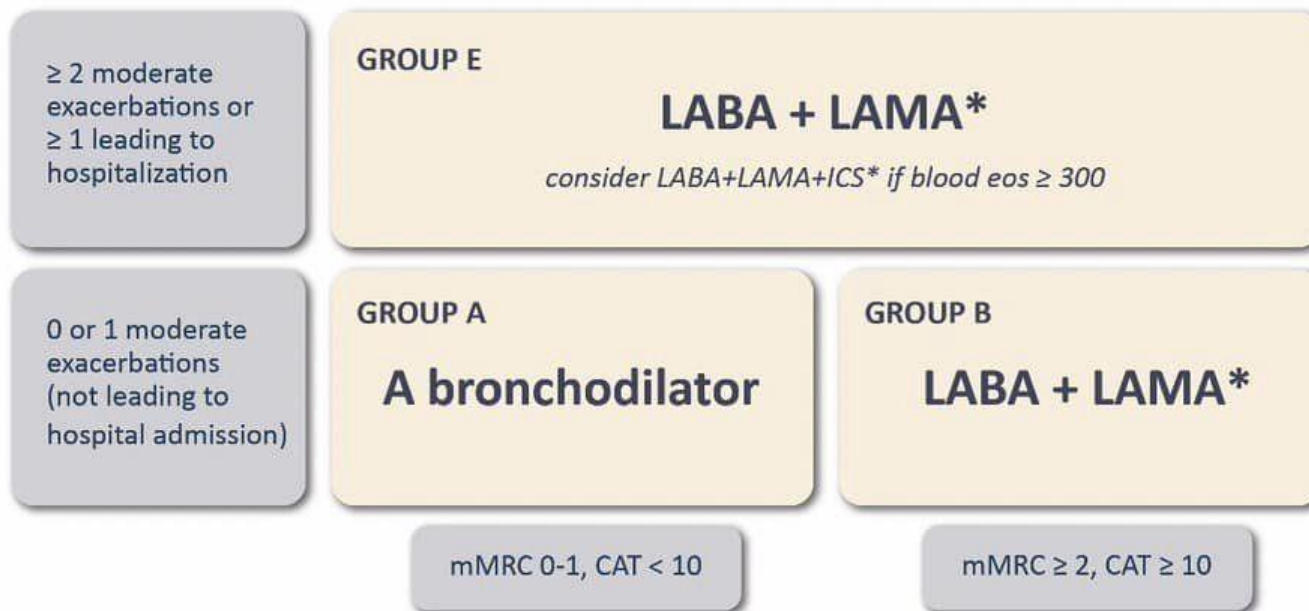 ≥ 2 moderate
exacerbations or
≥ 1 leading to
hospitalization
GROUP E
LABA + LAMA*
consider LABA+LAMA+ICS* if blood eos ≥ 300
0 or 1 moderate
exacerbations
(not leading to
hospital admission)
GROUP A
A bronchodilator
GROUP B
LABA + LAMA*
mMRC 0-1, CAT < 10
mMRC ≥ 2, CAT ≥ 10